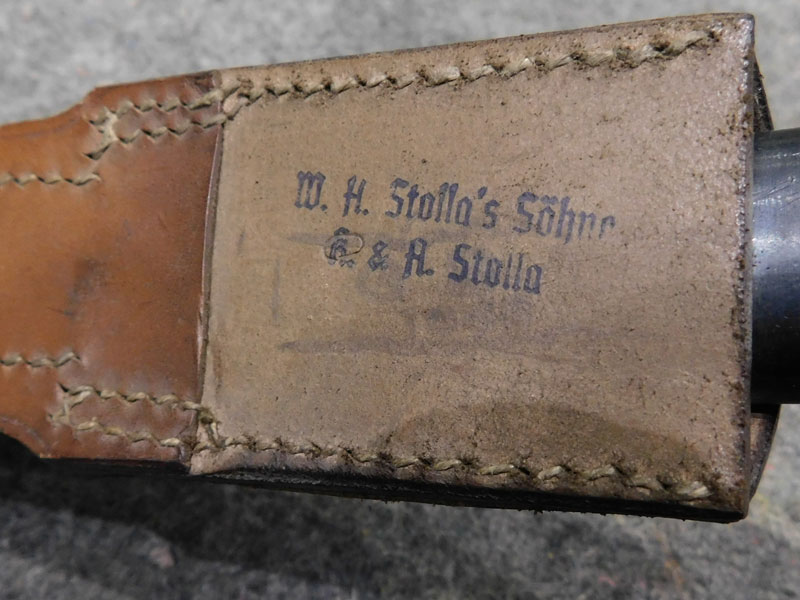 W. H. Stolla's Söhne
K. & A. Stolla